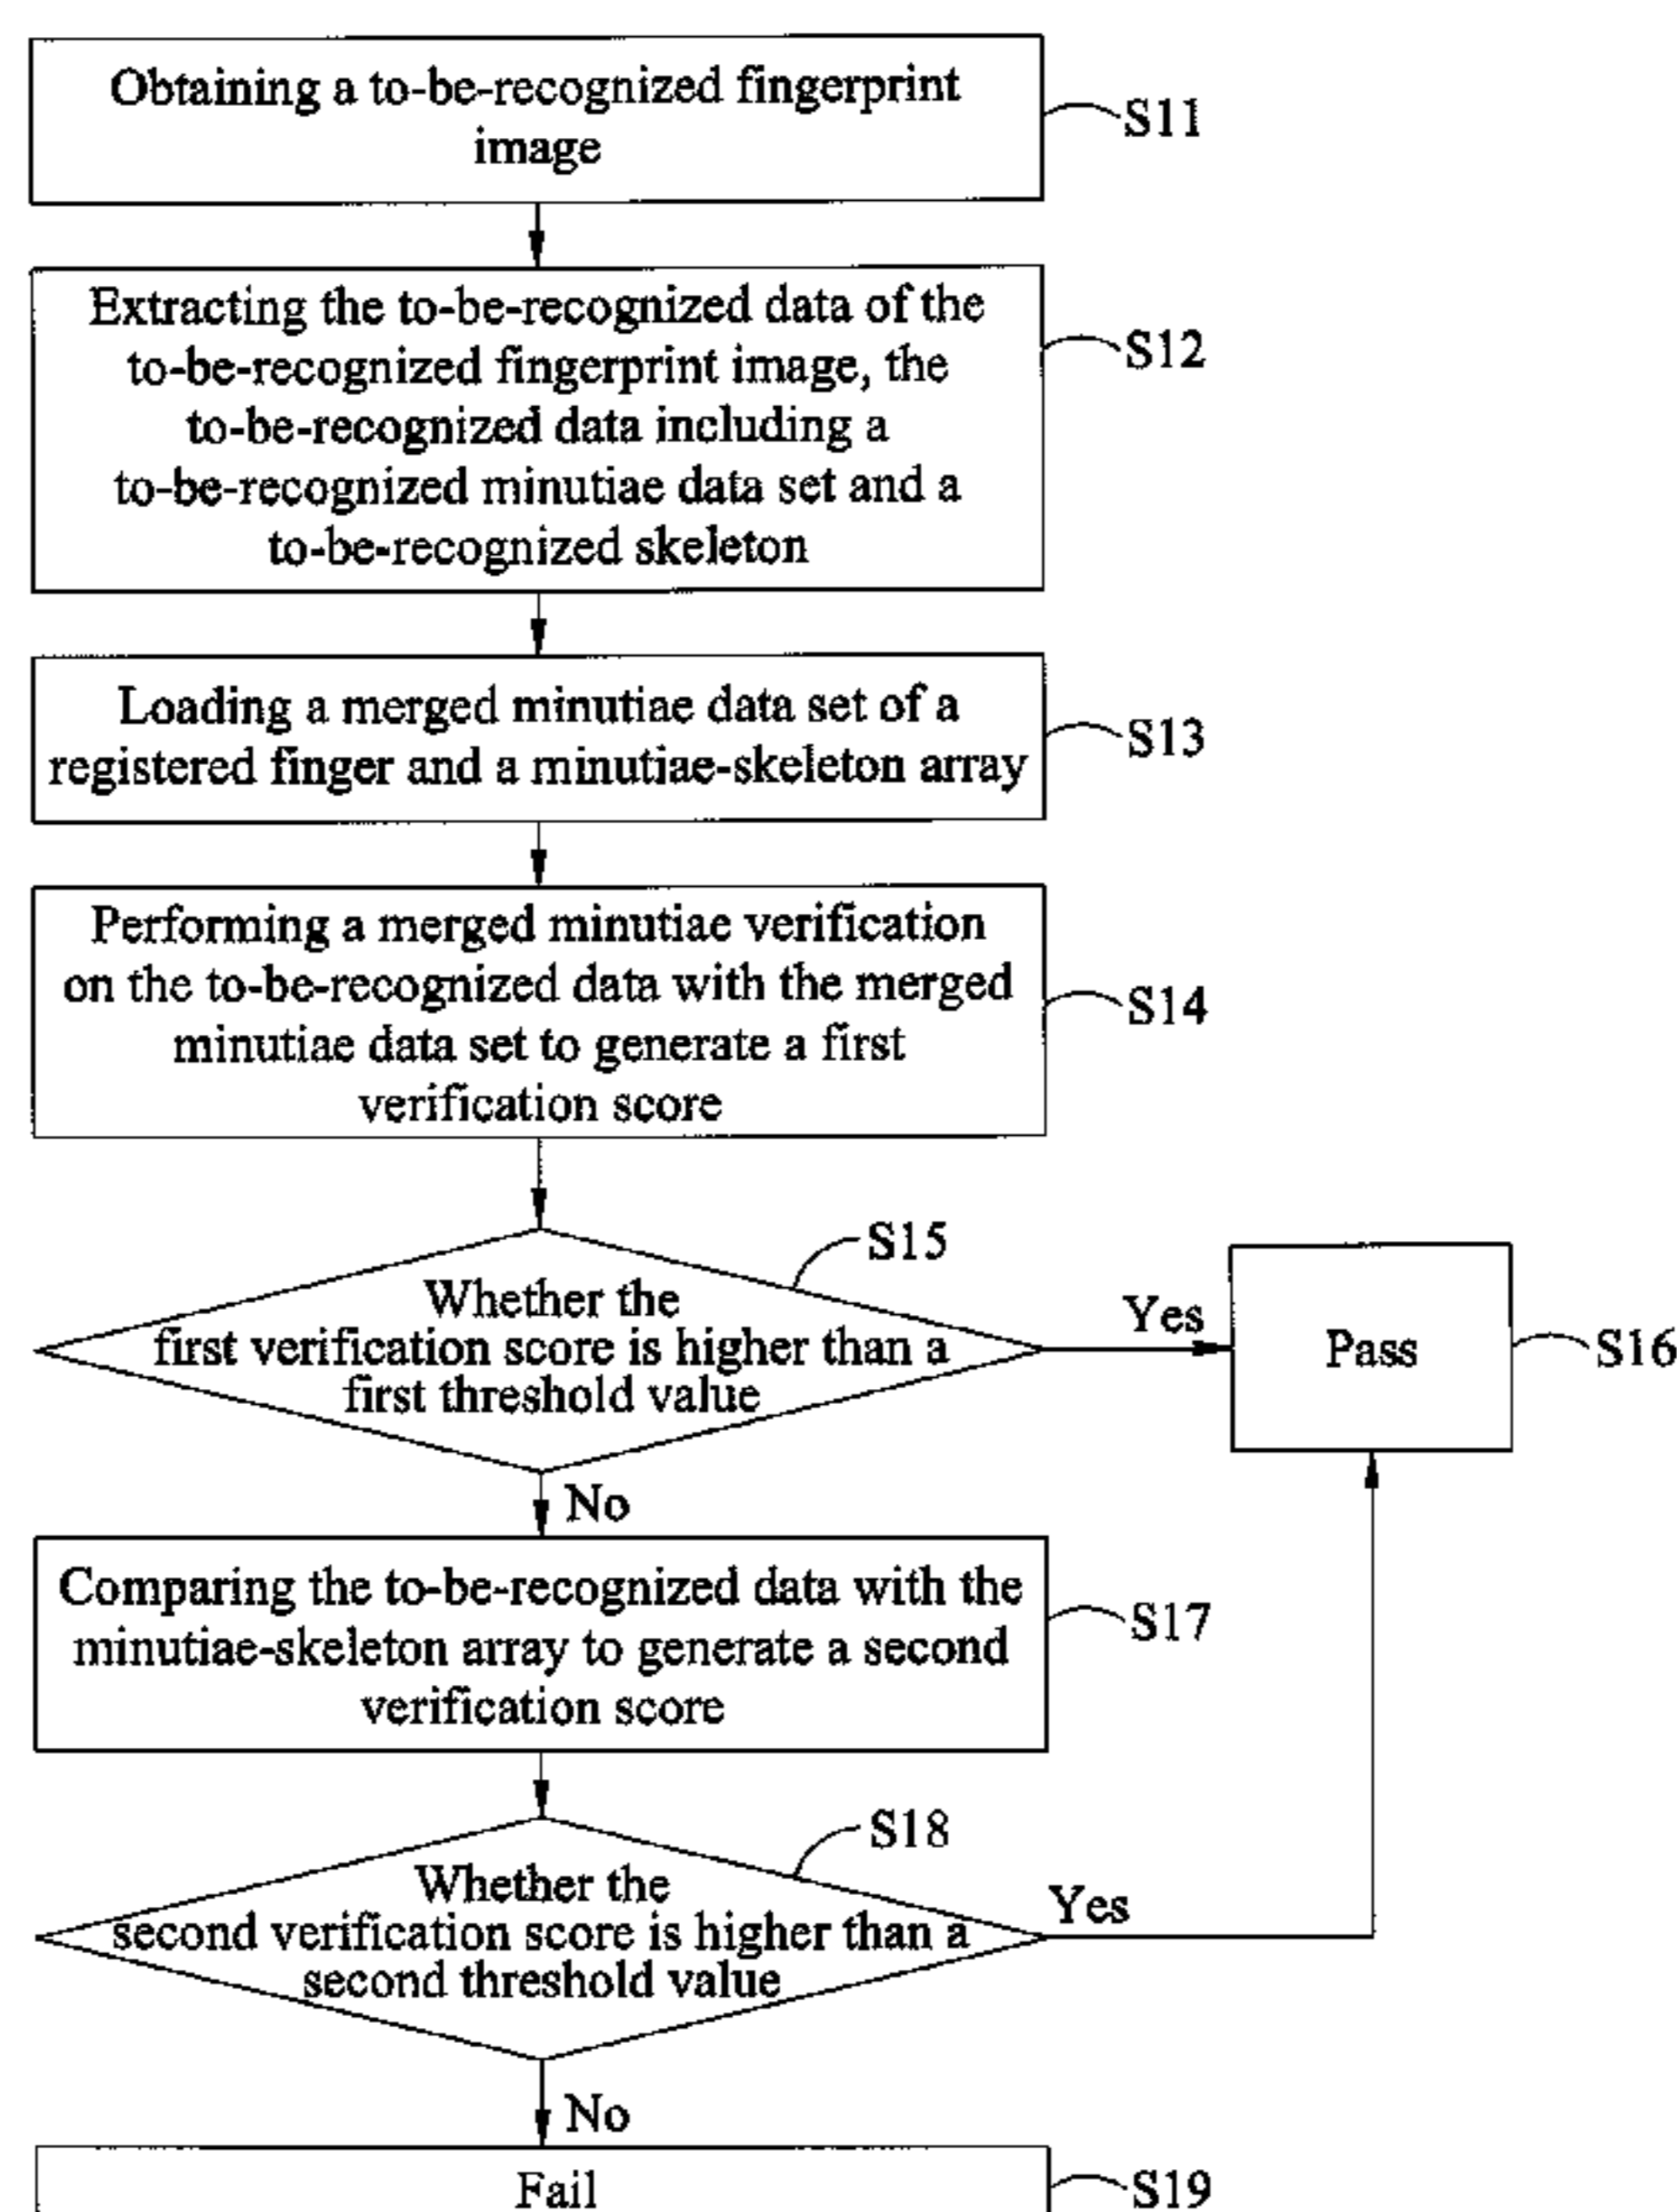 Obtaining a to-be-recognized fingerprint
image
S11
Extracting the to-be-recognized data of the
to-be-recognized fingerprint image, the
to-be-recognized data including a
to-be-recognized minutiae data set and a
to-be-recognized skeleton
S12
Loading a merged minutiae data set of a
registered finger and a minutiae-skeleton array
S13
Performing a merged minutiae verification
on the to-be-recognized data with the merged
minutiae data set to generate a first
verification score
S14
S15
Whether the
first verification score is higher than a
first threshold value
Yes
Pass
S16
No
Comparing the to-be-recognized data with the
minutiae-skeleton array to generate a second
verification score
S17
S18
Whether the
second verification score is higher than a
second threshold value
Yes
No
Fail
S19